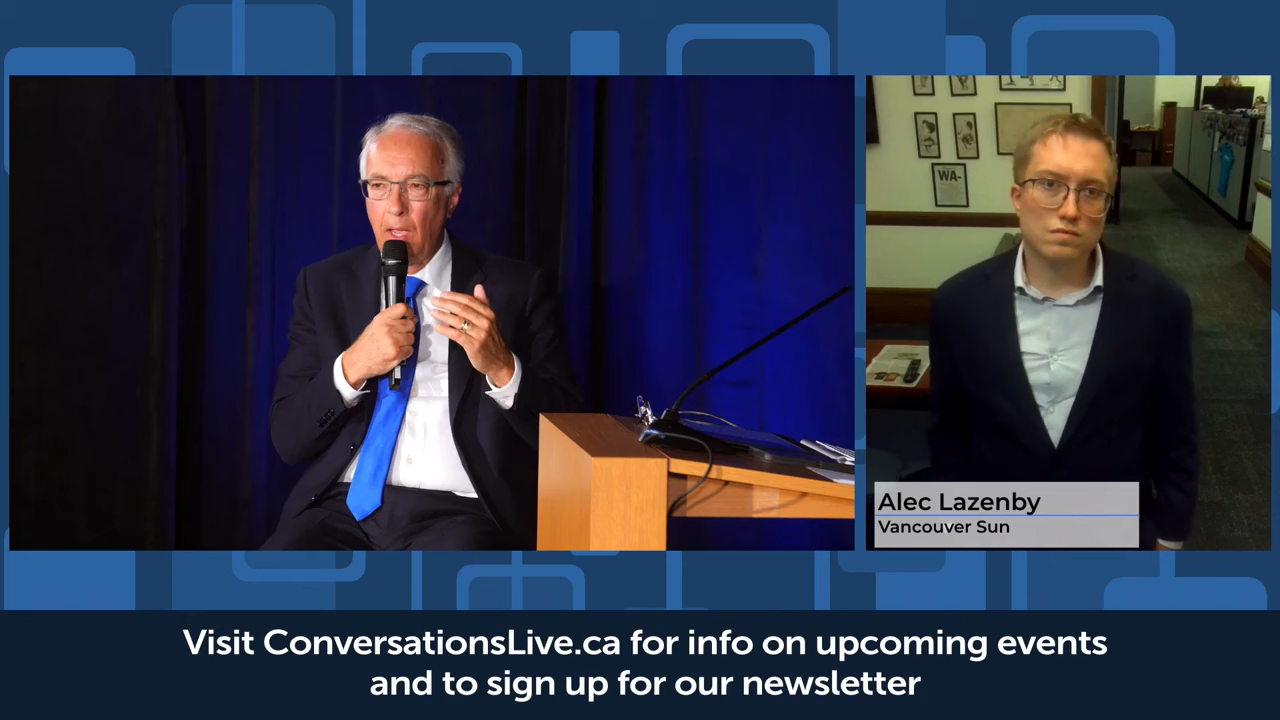 WA-
Alec Lazenby
Vancouver Sun
Visit ConversationsLive.ca for info on upcoming events
and to sign up for our newsletter